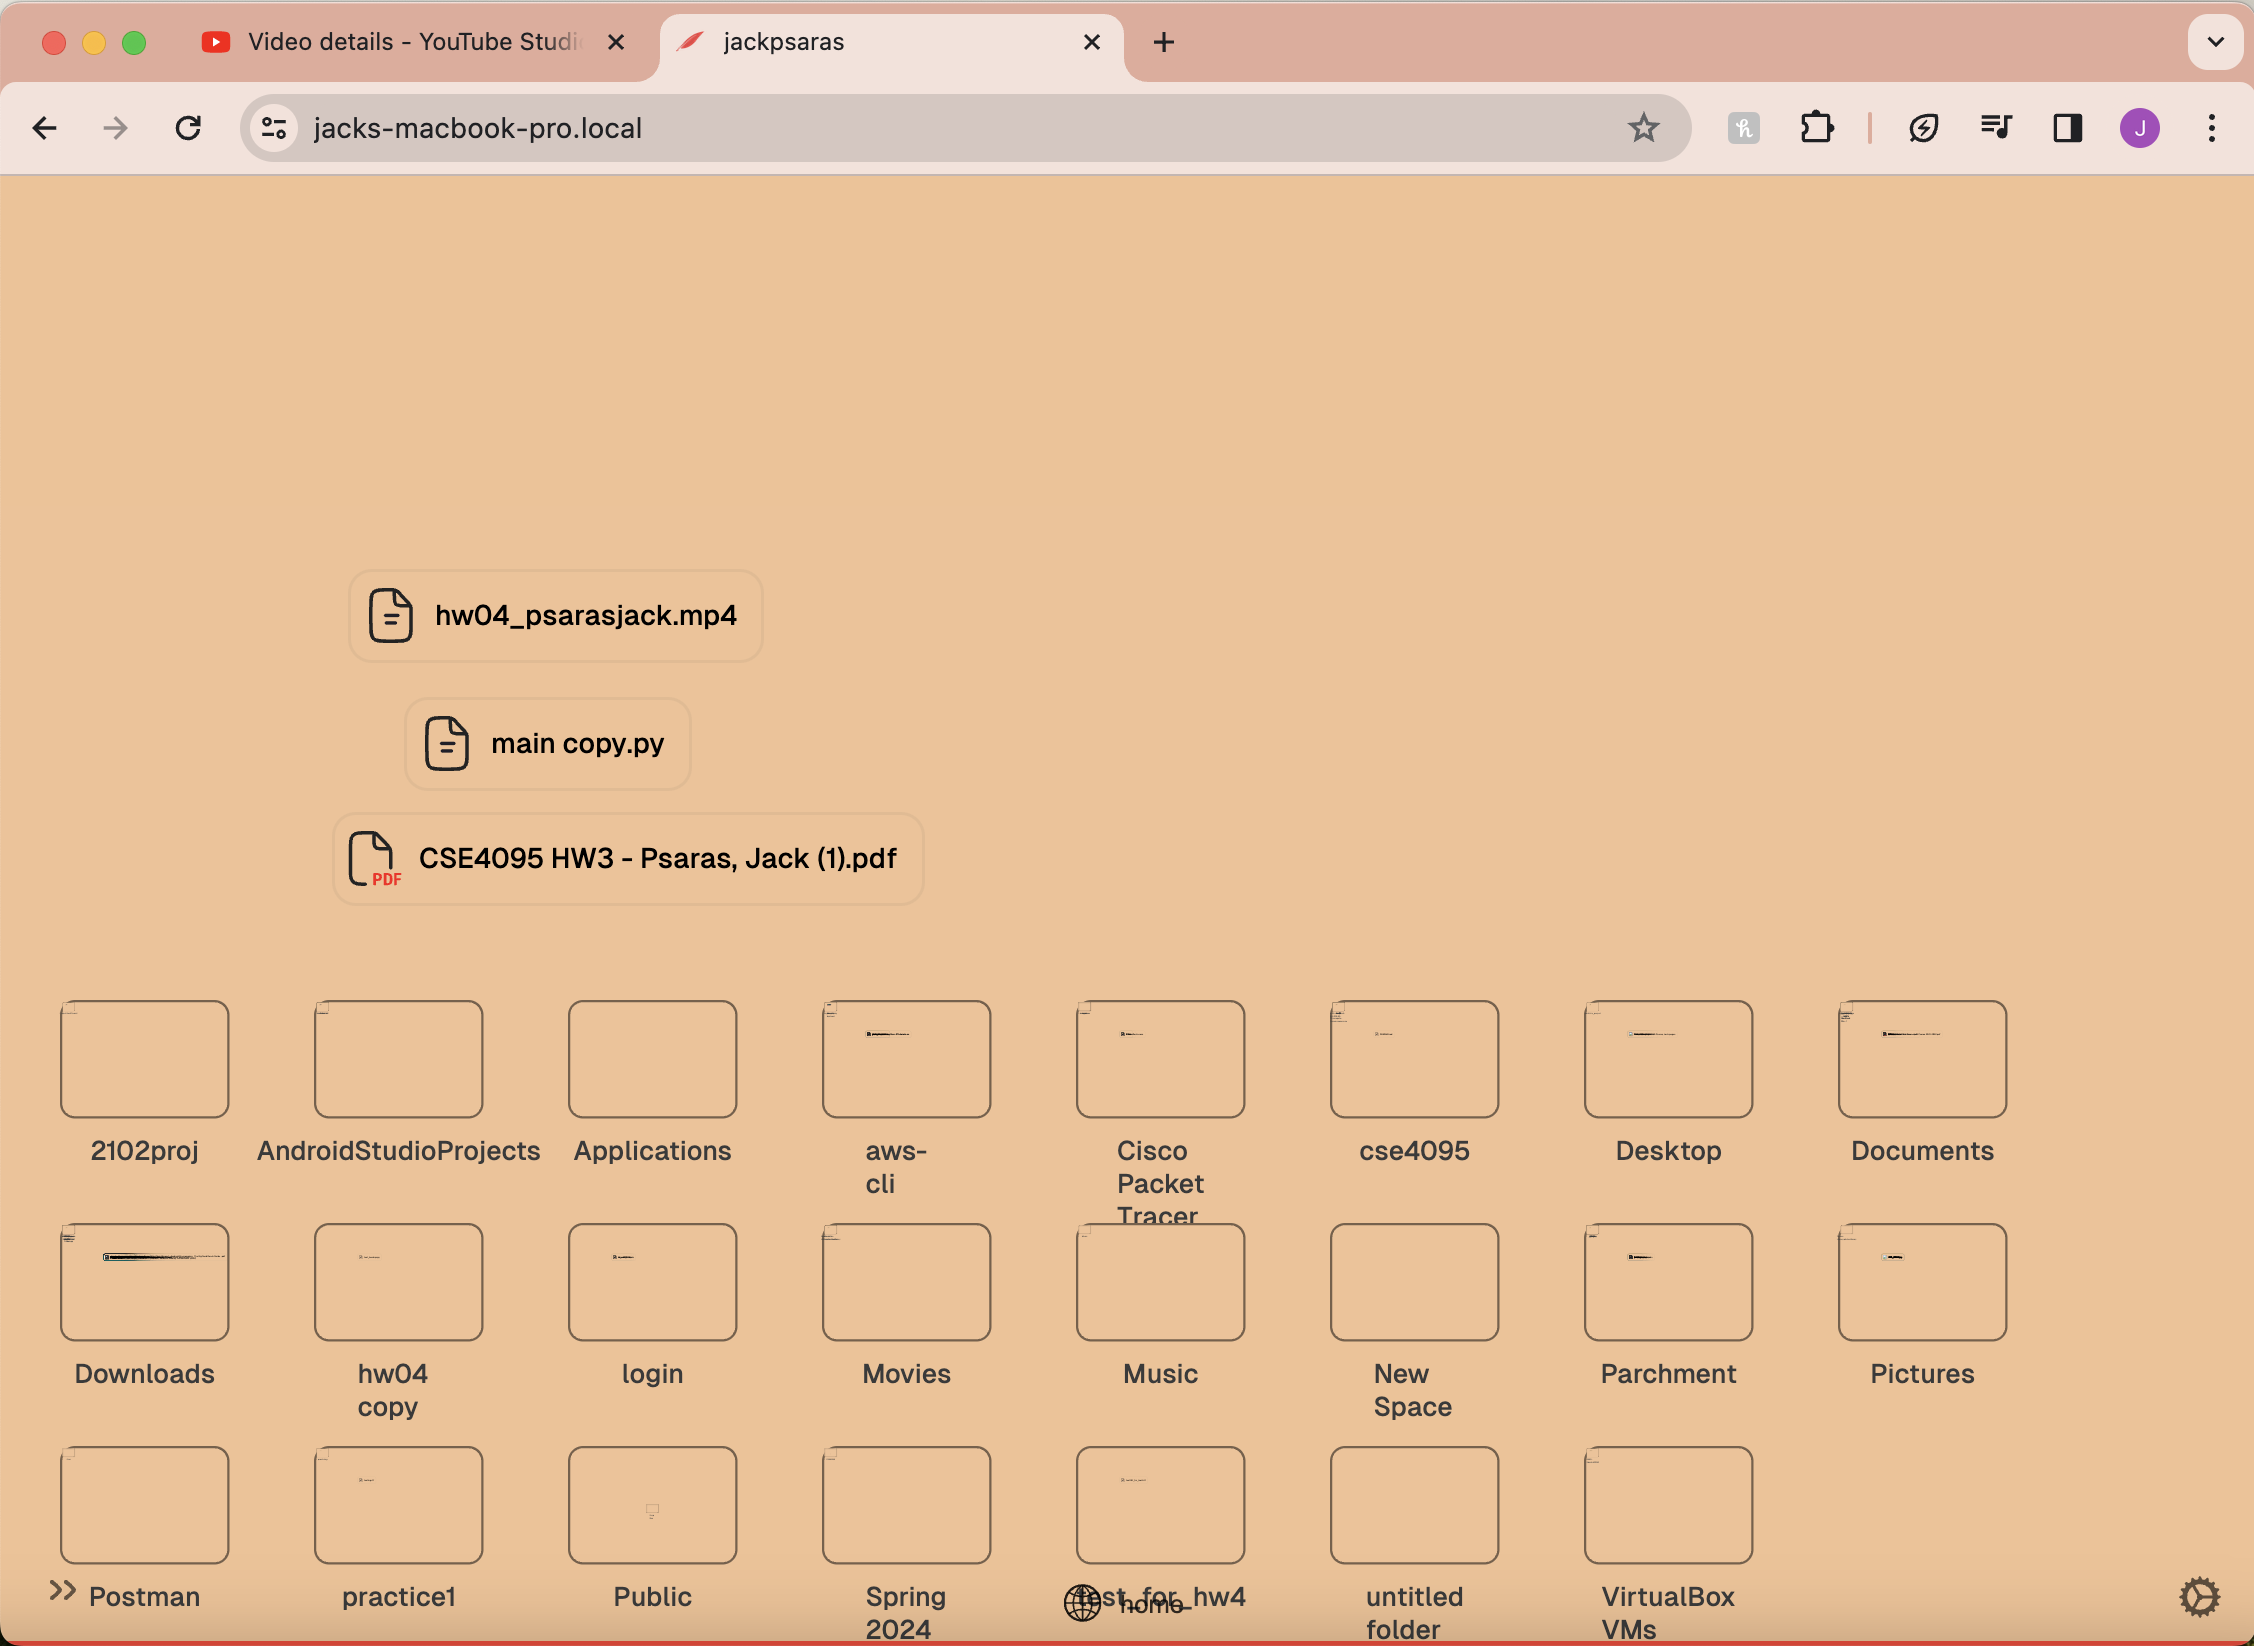 Video details - YouTube Studi
jackpsaras
jacks-macbook-pro.local
h
J
hw04_psarasjack.mp4
main copy.py
PDF
CSE4095 HW3 - Psaras, Jack (1).pdf
2102proj
AndroidStudioProjects
Applications
aws-
cli
Cisco
Packet
Tracer
cse4095
Desktop
Documents
Downloads
hw04
copy
login
Movies
Music
New
Space
Parchment
Pictures
Postman
practice1
Public
Spring
2024
test_for_hw4
home
untitled
folder
VirtualBox
VMs